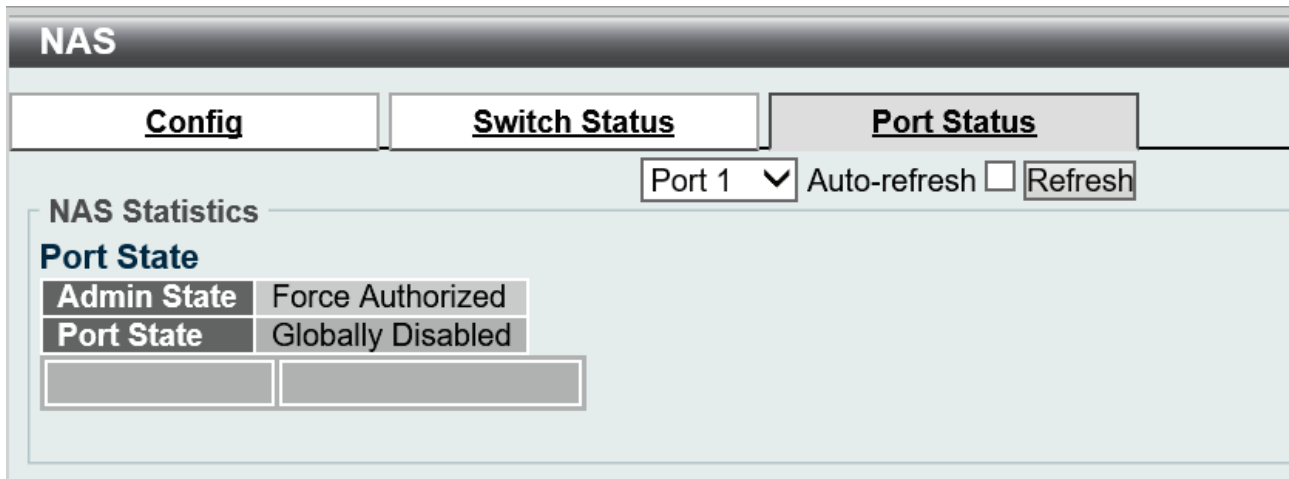 NAS
Config Switch Status Port Status
Port 1 Auto-refresh Refresh
NAS Statistics
Port State
Admin State Force Authorized
Port State Globally Disabled